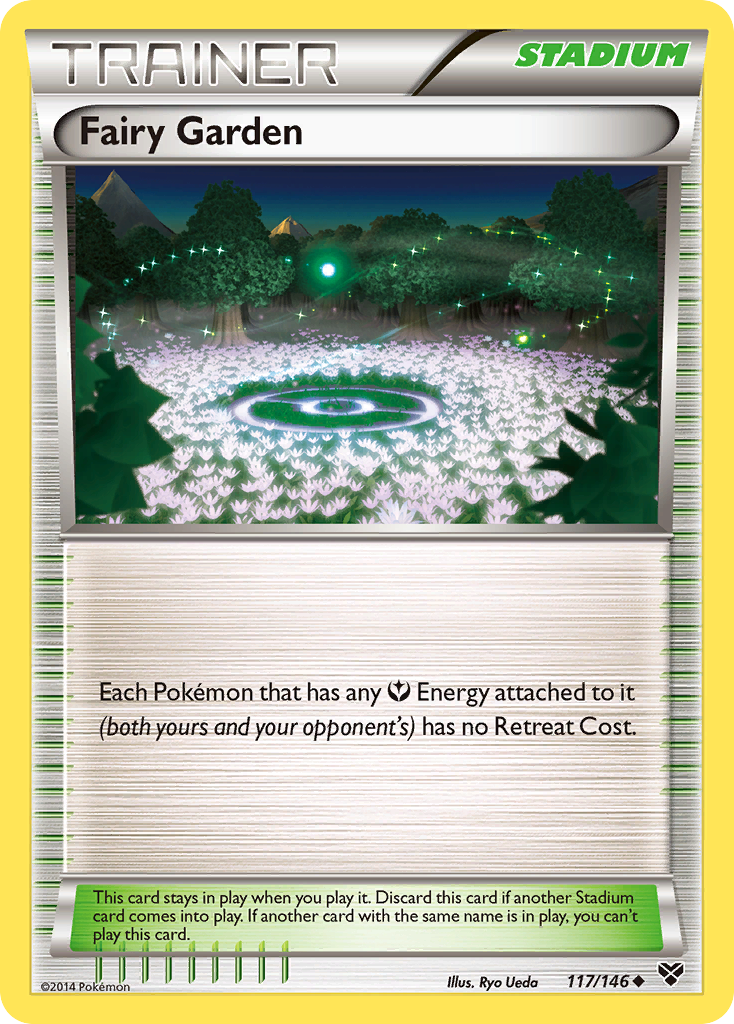 TRAINER
STADIUM
Fairy Garden
Each Pokémon that has any Energy attached to it
(both yours and your opponent's) has no Retreat Cost.
This card stays in play when you play it. Discard this card if another Stadium
card comes into play. If another card with the same name is in play, you can't
play this card.
©2014 Pokémon
Illus. Ryo Ueda
117/146